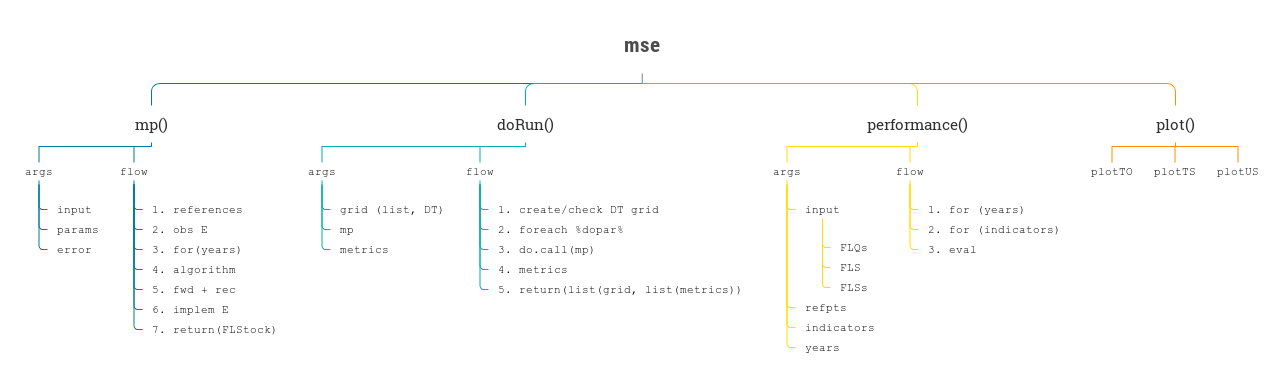 mse
mp()
doRun()
performance()
plot()
args
flow
args
flow
args
flow
plotTO
plotTS
plotUS
input
params
error
1. references
2. obs E
3. for(years)
4. algorithm
5. fwd + rec
6. implem E
7. return(FLStock)
grid (list, DT)
mp
metrics
1. create/check DT grid
2. foreach %dopar%
3. do.call(mp)
4. metrics
5. return(list(grid, list(metrics))
input
FLQs
FLS
FLSs
refpts
indicators
years
1. for (years)
2. for (indicators)
3. eval